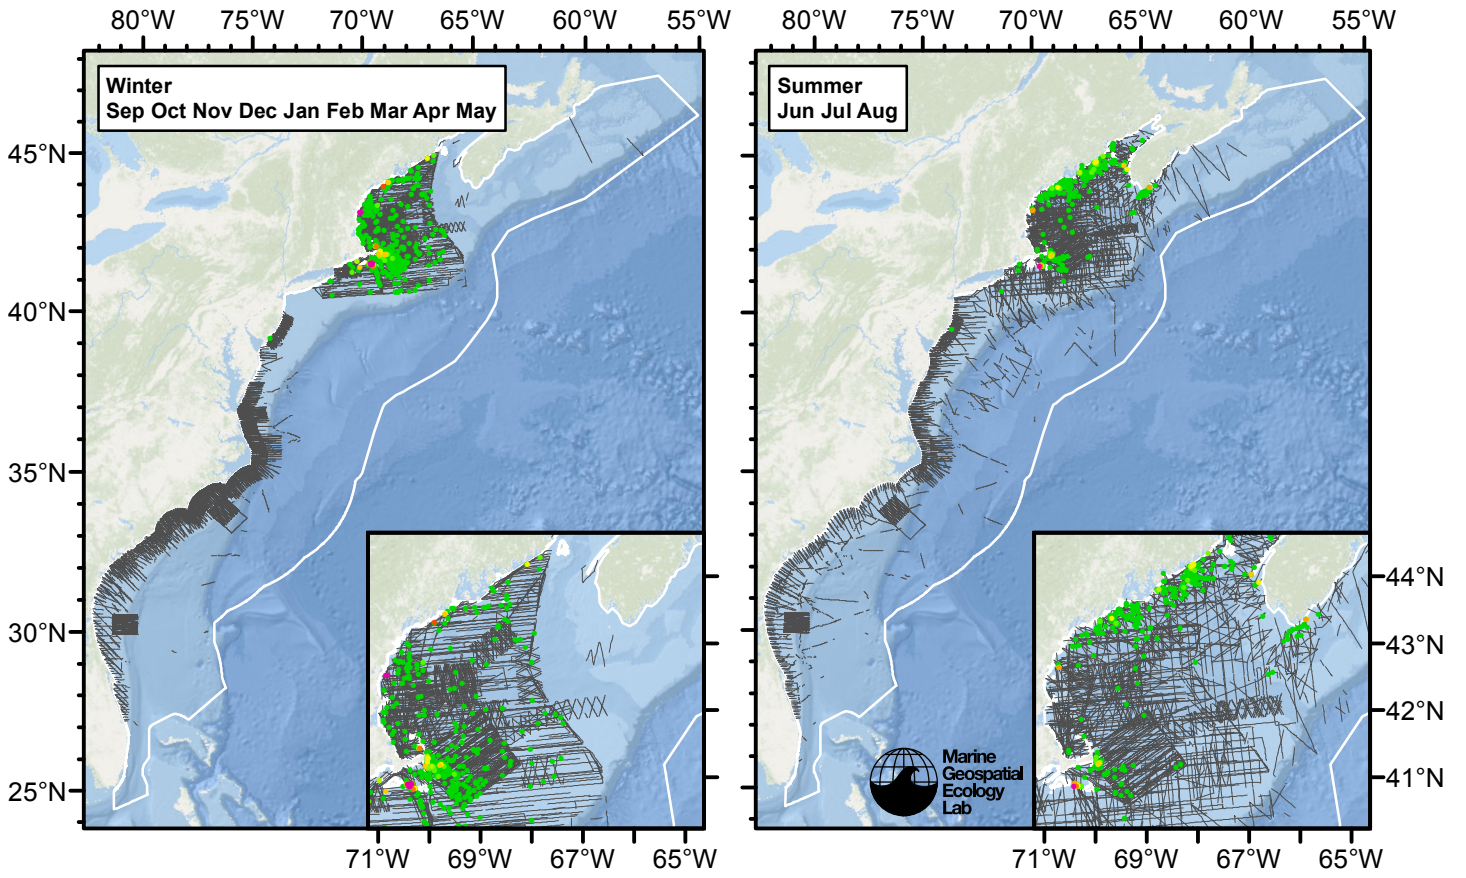 80°W 75°W 70°W 65°W 60°W 55°W
80°W 75°W 70°W 65°W 60°W 55°W
Winter
Sep Oct Nov Dec Jan Feb Mar Apr May
Summer
Jun Jul Aug
45°N
40°N
35°N
30°N
25°N
44°N
43°N
42°N
41°N
Marine
Geospatial
Ecology
Lab
71°W 69°W 67°W 65°W
71°W 69°W 67°W 65°W